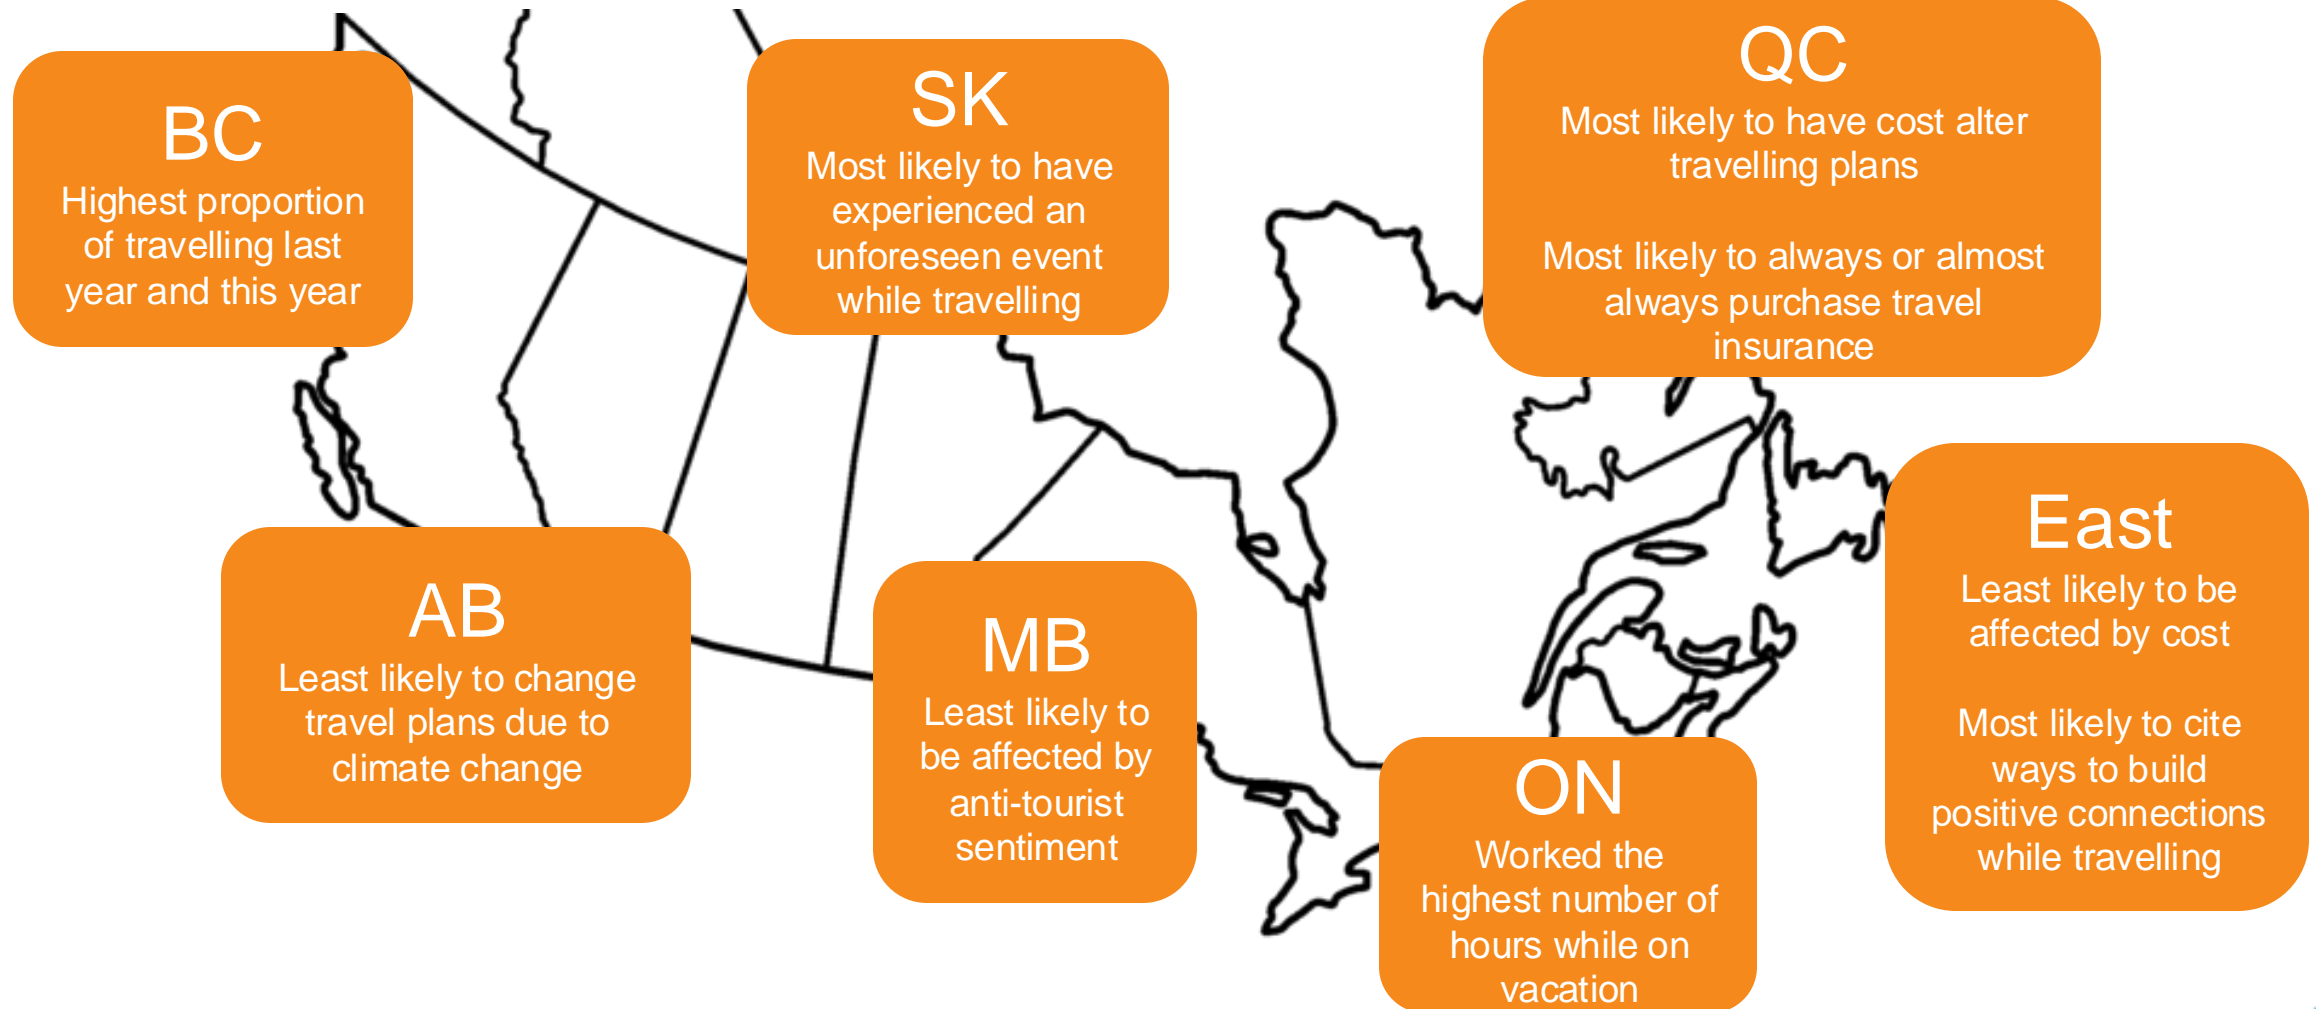 BC
Highest proportion
of travelling last
year and this year
SK
Most likely to have
experienced an
unforeseen event
while travelling
QC
Most likely to have cost alter
travelling plans
Most likely to always or almost
always purchase travel
insurance
AB
Least likely to change
travel plans due to
climate change
MB
Least likely to
be affected by
anti-tourist
sentiment
ON
Worked the
highest number of
hours while on
vacation
East
Least likely to be
affected by cost
Most likely to cite
ways to build
positive connections
while travelling